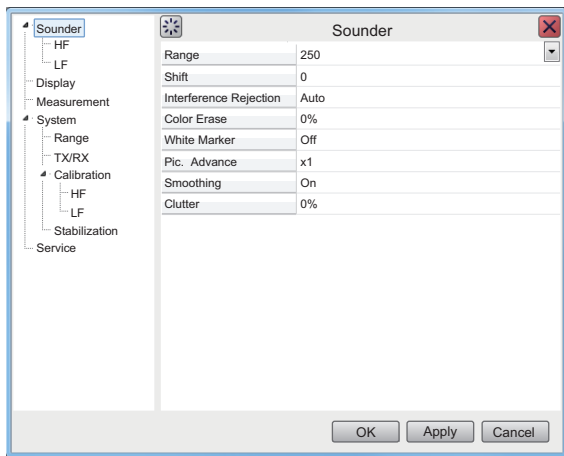 Sounder
HF
LF
Display
Measurement
System
Range
TX/RX
Calibration
HF
LF
Stabilization
Service
Sounder
Range 250
Shift 0
Interference Rejection Auto
Color Erase 0%
White Marker Off
Pic. Advance x1
Smoothing On
Clutter 0%
OK Apply Cancel